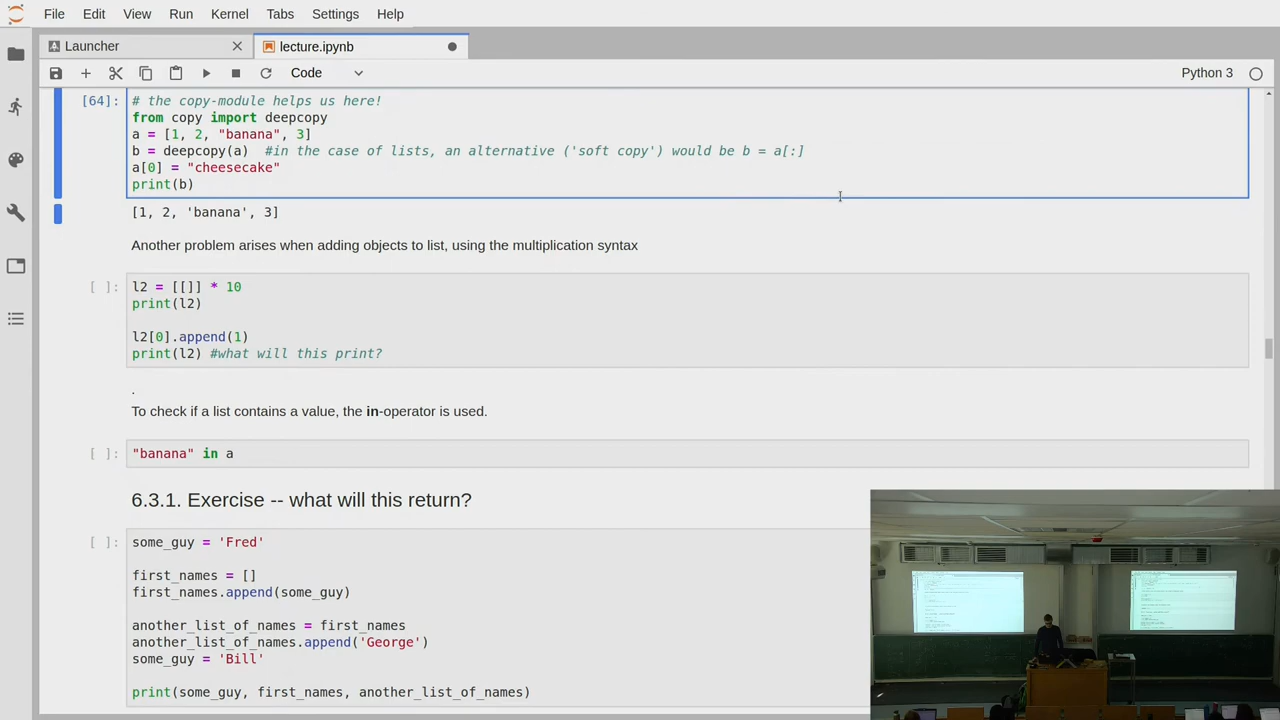 File Edit View Run Kernel Tabs Settings Help
Launcher
lecture.ipynb
Code
Python 3
[64]:
# the copy-module helps us here!
from copy import deepcopy
a = [1, 2, "banana", 3]
b = deepcopy(a)  #in the case of lists, an alternative ('soft copy') would be b = a[:]
a[0] = "cheesecake"
print(b)
[1, 2, 'banana', 3]
Another problem arises when adding objects to list, using the multiplication syntax
[ ]:
l2 = [[]] * 10
print(l2)
l2[0].append(1)
print(l2) #what will this print?
.
To check if a list contains a value, the in-operator is used.
[ ]:
"banana" in a
6.3.1. Exercise -- what will this return?
[ ]:
some_guy = 'Fred'
first_names = []
first_names.append(some_guy)
another_list_of_names = first_names
another_list_of_names.append('George')
some_guy = 'Bill'
print(some_guy, first_names, another_list_of_names)